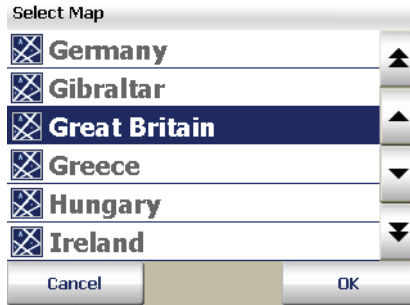 Select Map
Germany
Gibraltar
Great Britain
Greece
Hungary
Ireland
Cancel OK